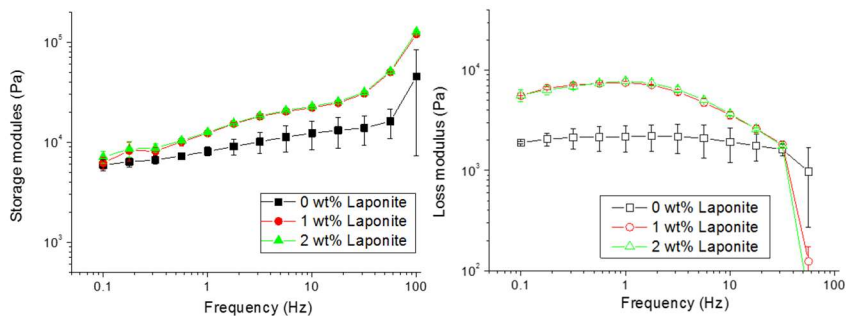 Storage modules (Pa)
10^5
10^4
10^3
0.1 1 10 100
Frequency (Hz)
0 wt% Laponite
1 wt% Laponite
2 wt% Laponite
Loss modulus (Pa)
10^4
10^3
10^2
0.1 1 10 100
Frequency (Hz)
0 wt% Laponite
1 wt% Laponite
2 wt% Laponite